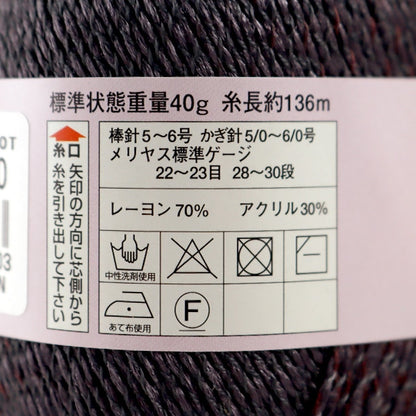 標準状態重量40g 糸長約136m
棒針5～6号 かぎ針5/0～6/0号
メリヤス標準ゲージ
22～23目 28～30段
レーヨン 70% アクリル 30%
中性洗剤使用
あて布使用
F
糸口
矢印の方向に芯側から
糸を引き出して下さい
OT
0
03
N